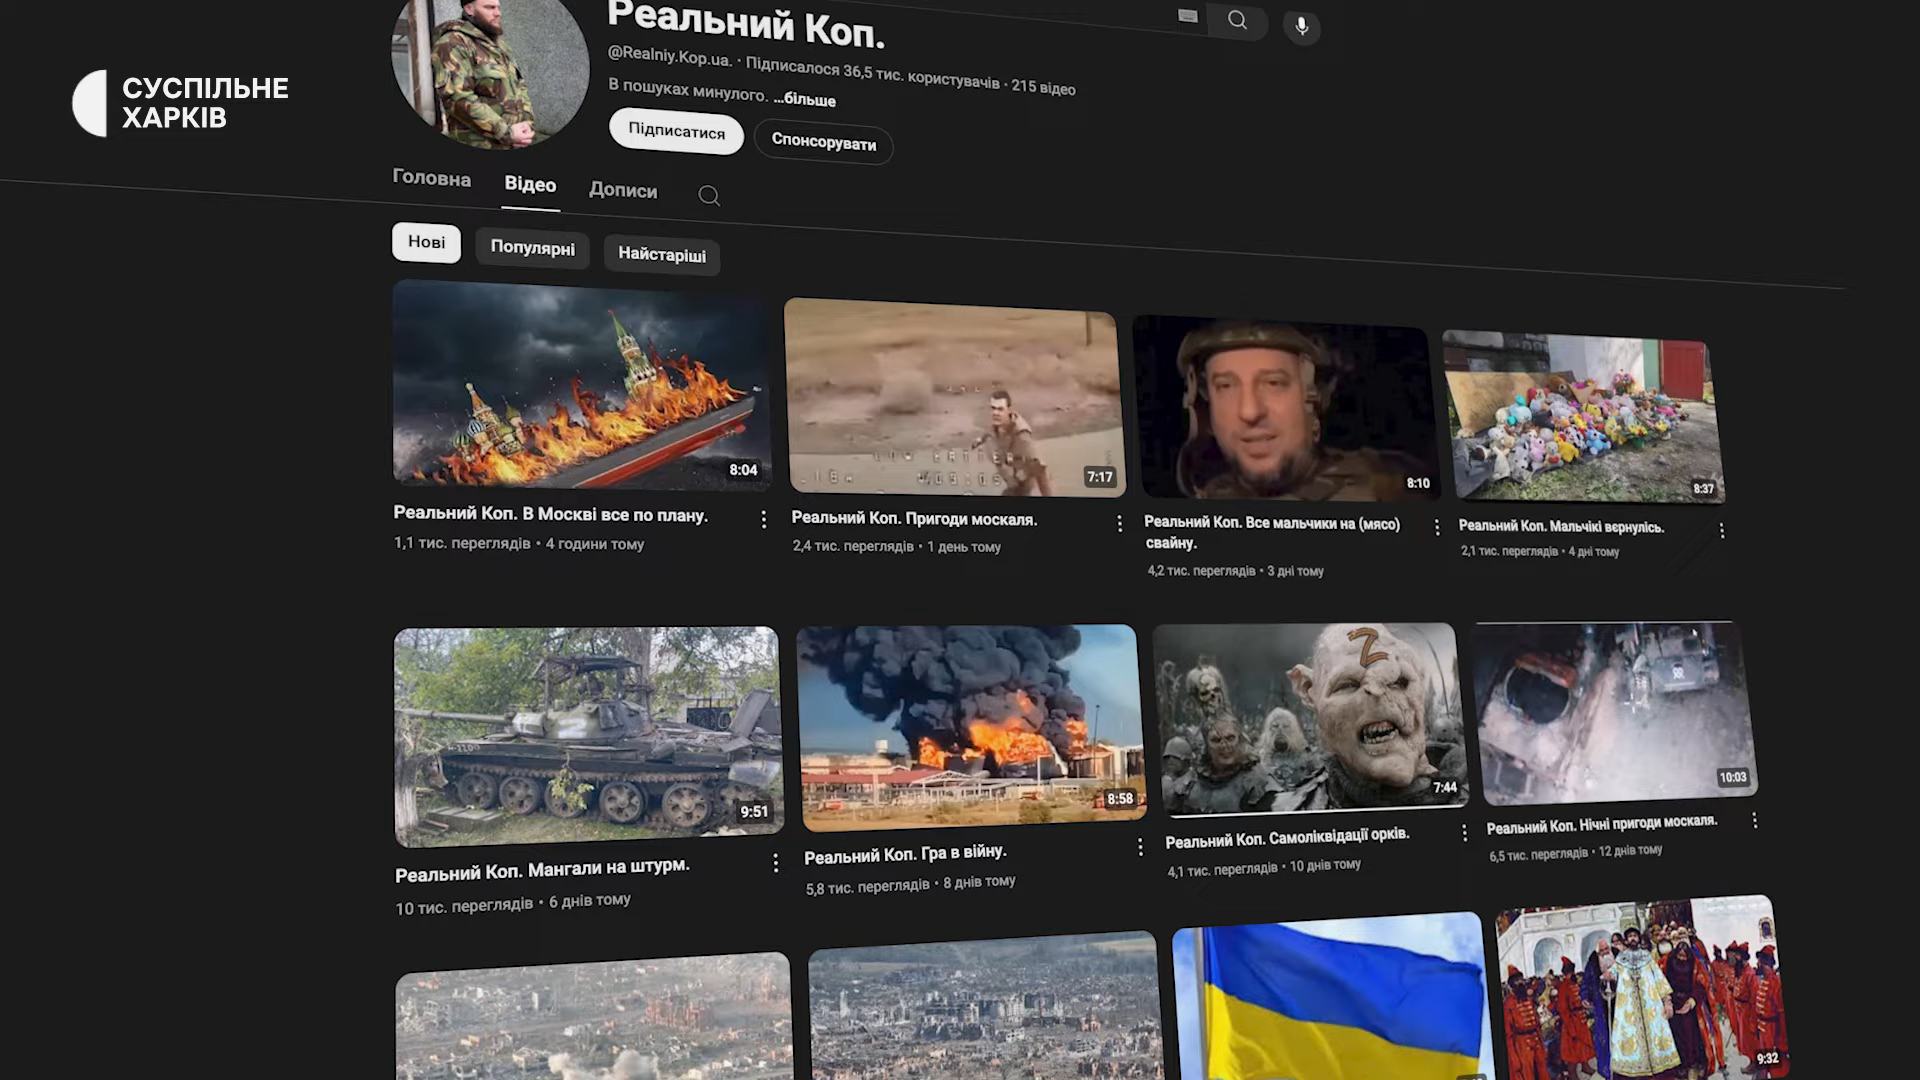 СУСПІЛЬНЕ
ХАРКІВ
Реальний Коп.
@Realniy.Kop.ua. · Підписалося 36,5 тис. користувачів · 215 відео
В пошуках минулого. ...більше
Підписатися
Спонсорувати
Головна
Відео
Дописи
Нові
Популярні
Найстаріші
8:04
7:17
8:10
8:37
Реальний Коп. В Москві все по плану.
1,1 тис. переглядів • 4 години тому
Реальний Коп. Пригоди москаля.
2,4 тис. переглядів • 1 день тому
Реальний Коп. Все мальчики на (мясо)
свайну.
4,2 тис. переглядів • 3 дні тому
Реальний Коп. Мальчікі вєрнулісь.
2,1 тис. переглядів • 4 дні тому
9:51
8:58
Z
7:44
10:03
Реальний Коп. Мангали на штурм.
10 тис. переглядів • 6 днів тому
Реальний Коп. Гра в війну.
5,8 тис. переглядів • 8 днів тому
Реальний Коп. Самоліквідації орків.
4,1 тис. переглядів • 10 днів тому
Реальний Коп. Нічні пригоди москаля.
6,5 тис. переглядів • 12 днів тому
9:32